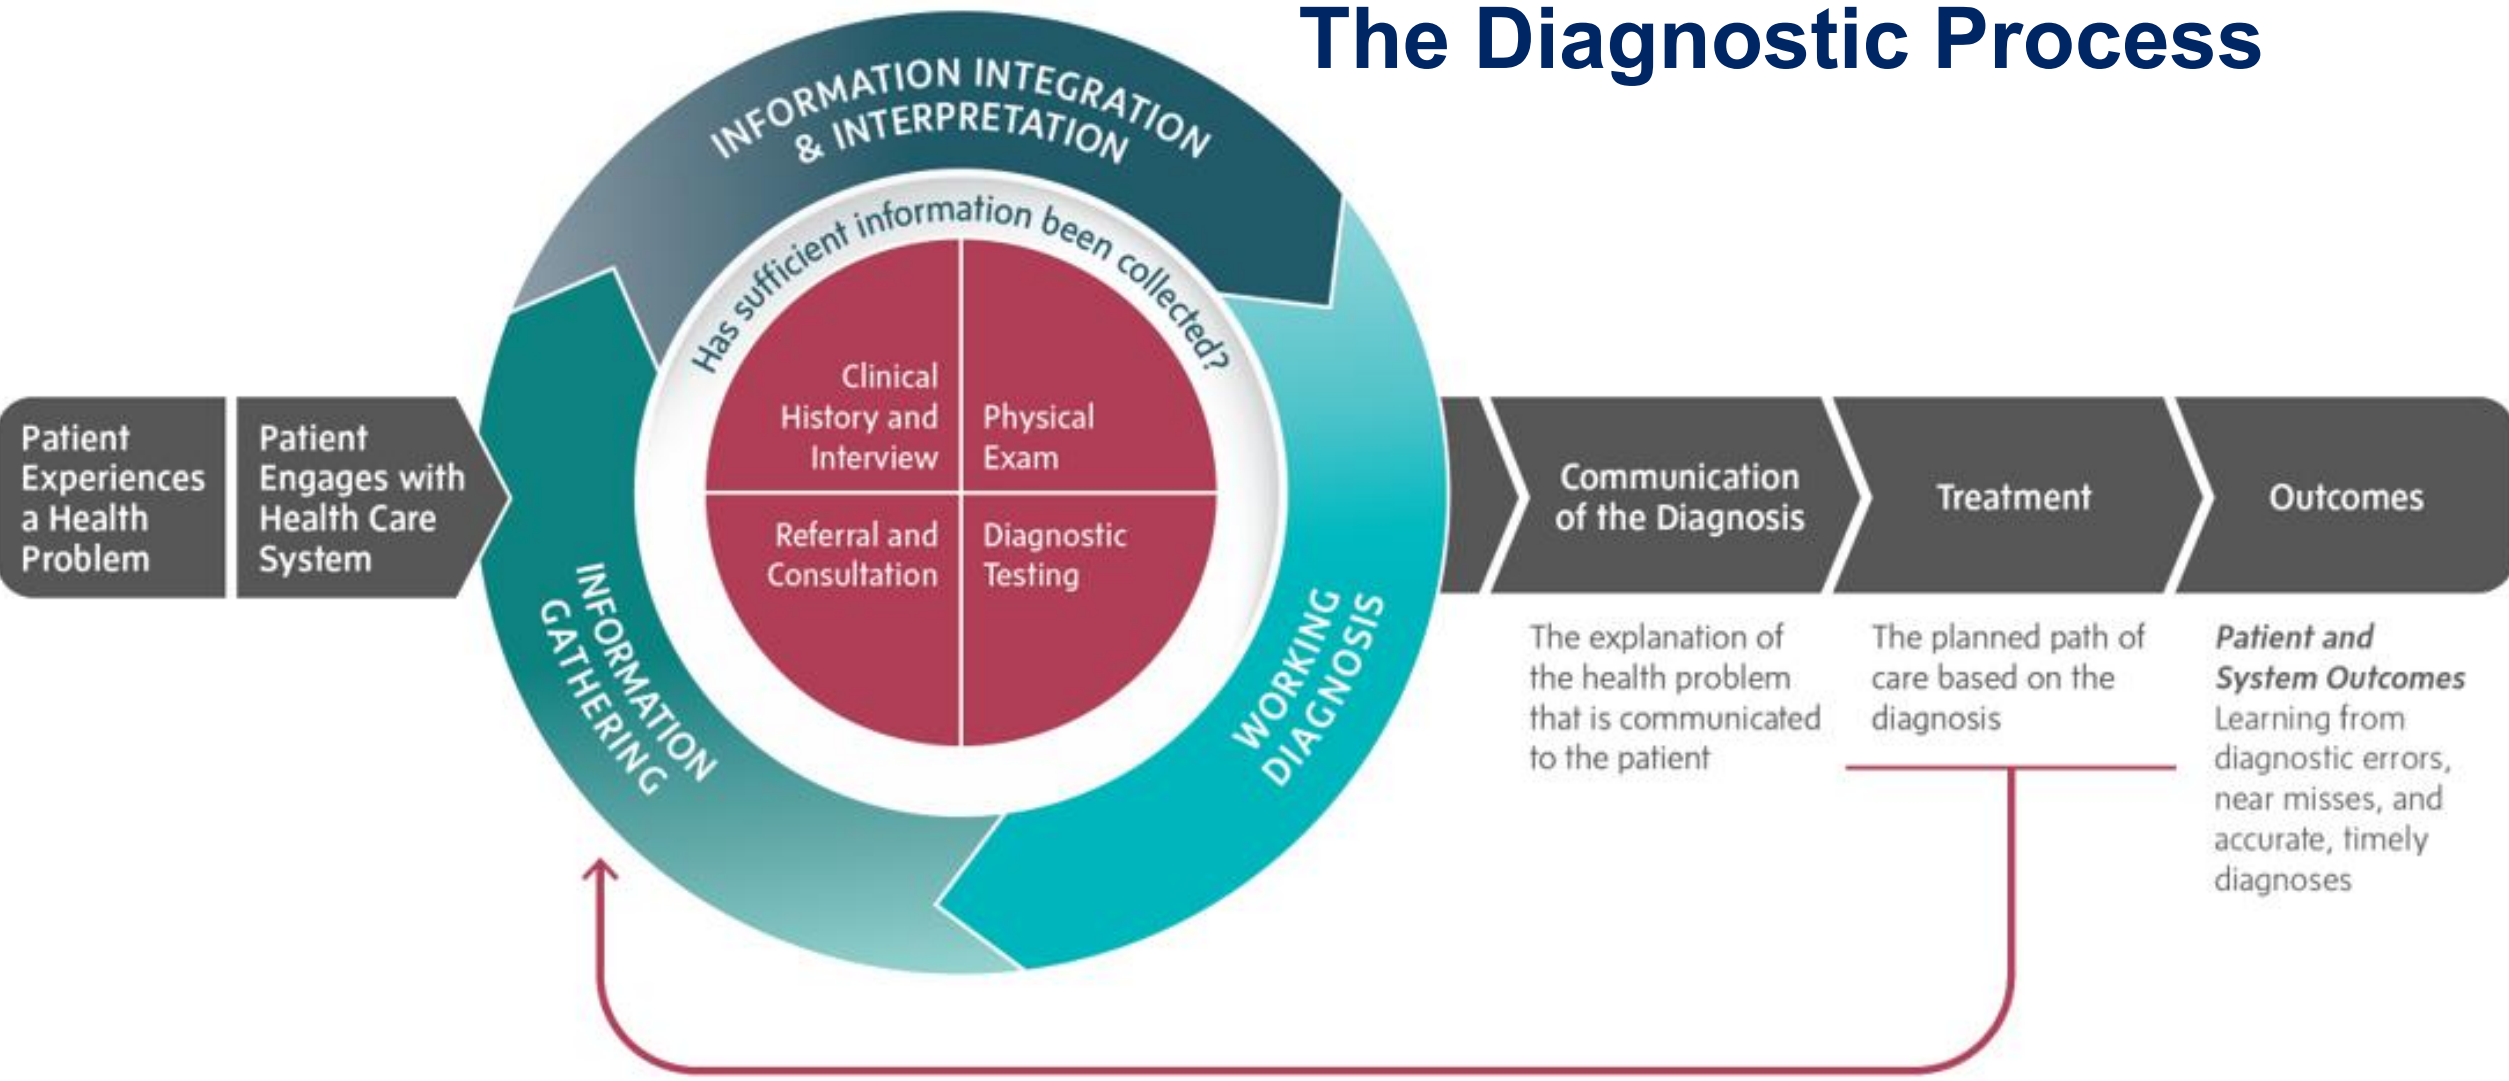 The Diagnostic Process
INFORMATION INTEGRATION
& INTERPRETATION
Has sufficient information been collected?
Clinical
History and
Interview
Physical
Exam
Referral and
Consultation
Diagnostic
Testing
INFORMATION
GATHERING
WORKING
DIAGNOSIS
Patient
Experiences
a Health
Problem
Patient
Engages with
Health Care
System
Communication
of the Diagnosis
Treatment
Outcomes
The explanation of
the health problem
that is communicated
to the patient
The planned path of
care based on the
diagnosis
Patient and
System Outcomes
Learning from
diagnostic errors,
near misses, and
accurate, timely
diagnoses